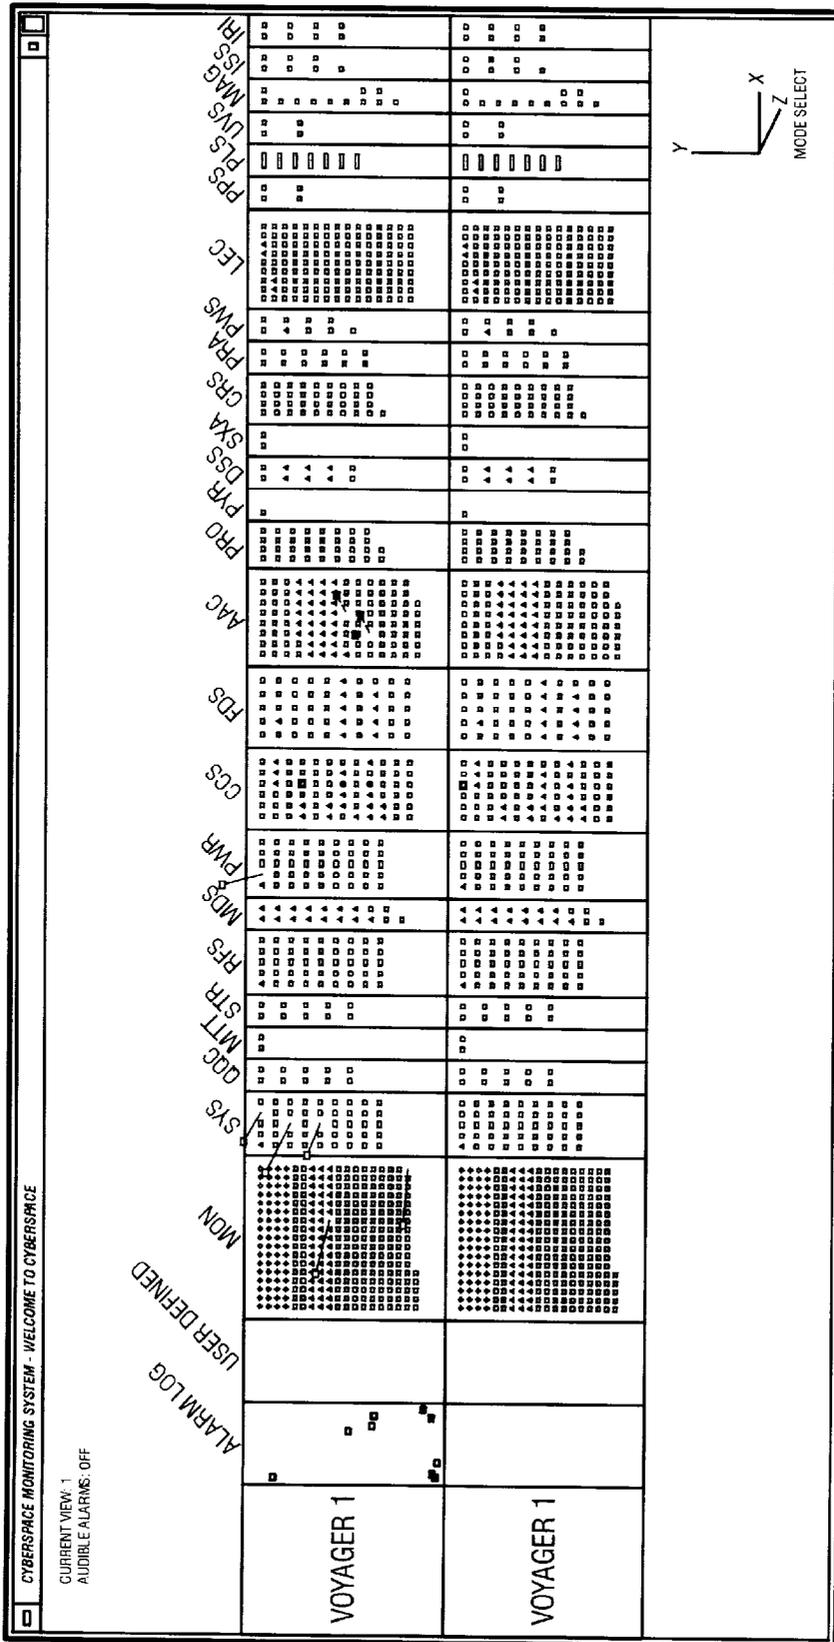 CYBERSPACE MONITORING SYSTEM - WELCOME TO CYBERSPACE
CURRENT VIEW: 1
AUDIBLE ALARMS: OFF
ALARM LOG
USER DEFINED
MON
SYS
QQC
MTT
STR
RFS
MDS
PWR
CCS
FDS
AAC
PRO
PYR
DSS
SXA
CRS
PRA
PWS
LEC
PPS
PLS
UVS
MAG
ISS
IRI
VOYAGER 1
VOYAGER 1
Y
X
Z
MODE SELECT